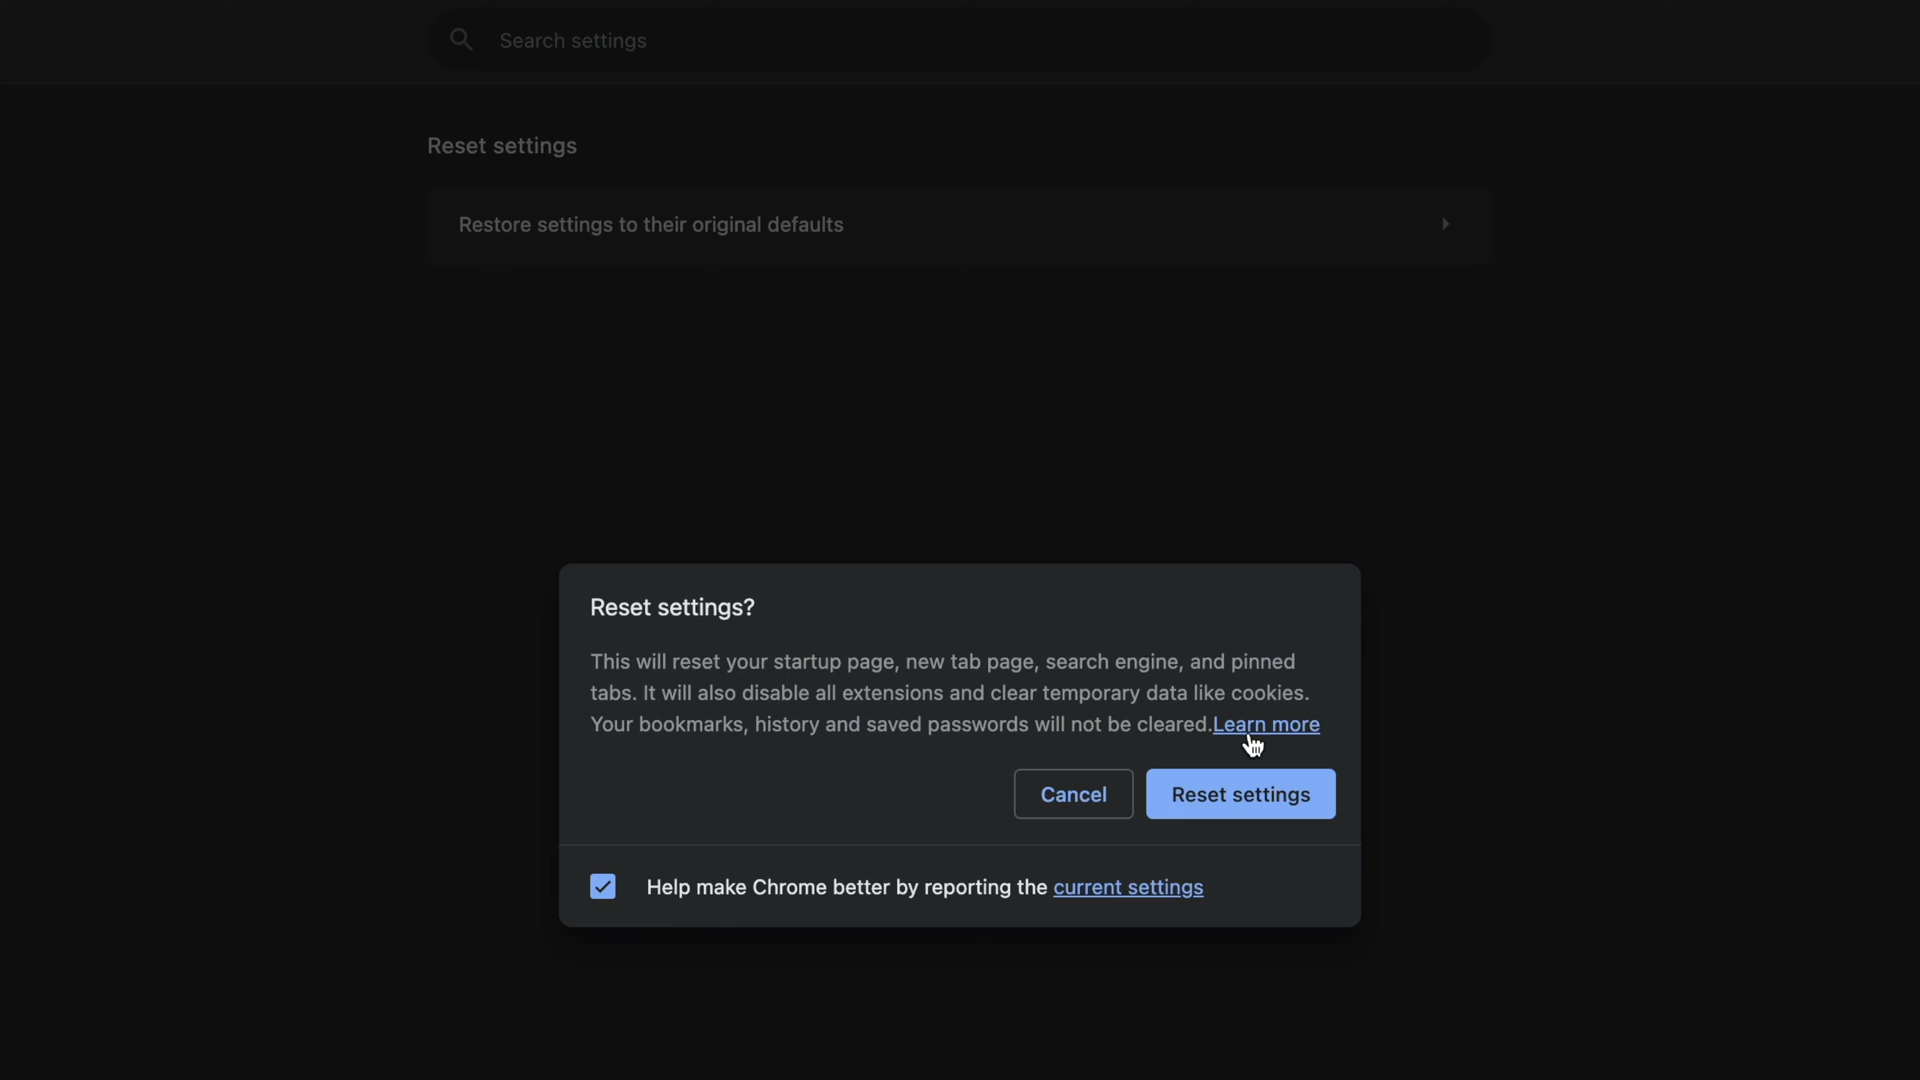 Search settings
Reset settings
Restore settings to their original defaults
Reset settings?
This will reset your startup page, new tab page, search engine, and pinned
tabs. It will also disable all extensions and clear temporary data like cookies.
Your bookmarks, history and saved passwords will not be cleared.Learn more
Cancel
Reset settings
Help make Chrome better by reporting the current settings